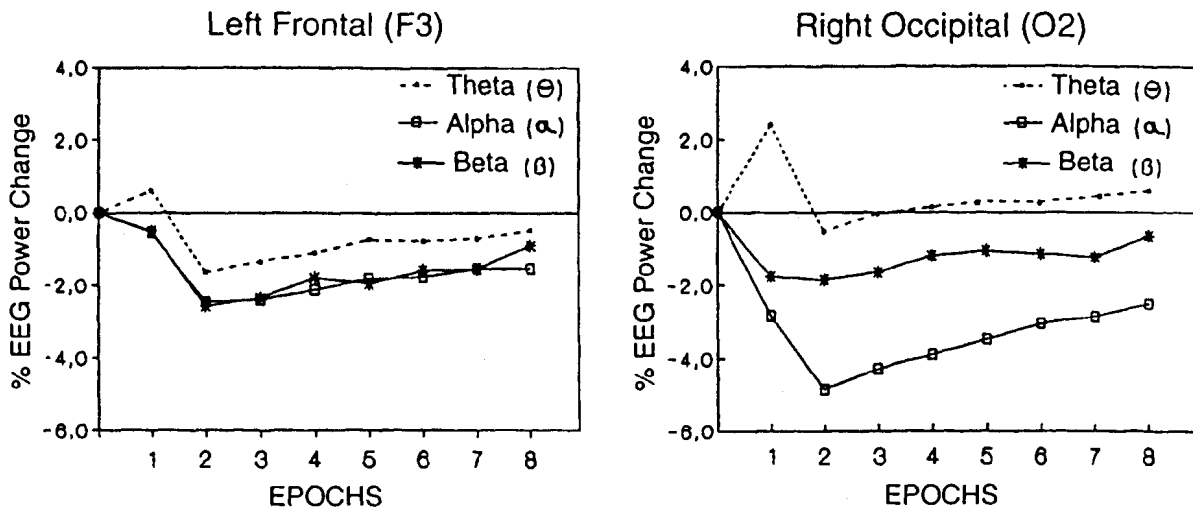 Left Frontal (F3)
4,0
2,0
0,0
-2,0
-4,0
-6,0
% EEG Power Change
Theta (θ)
Alpha (α)
Beta (β)
1 2 3 4 5 6 7 8
EPOCHS
Right Occipital (O2)
4,0
2,0
0,0
-2,0
-4,0
-6,0
% EEG Power Change
Theta (θ)
Alpha (α)
Beta (β)
1 2 3 4 5 6 7 8
EPOCHS